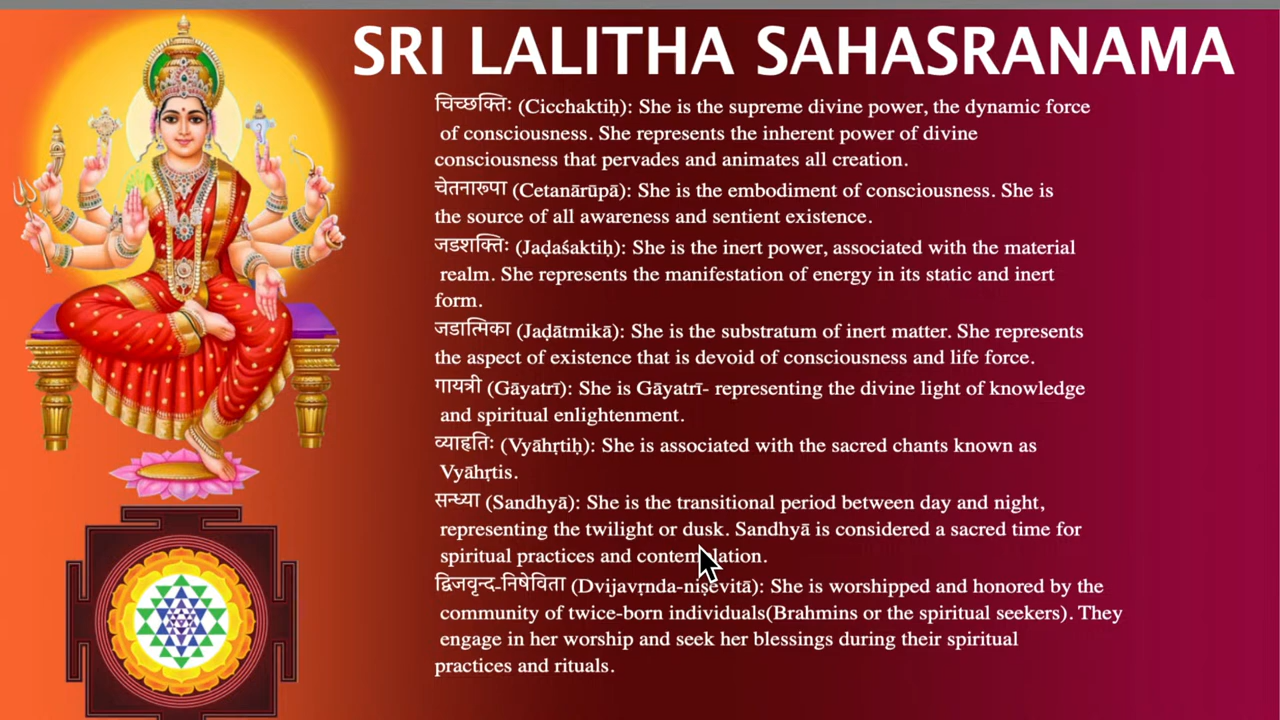 SRI LALITHA SAHASRANAMA
चिच्छक्तिः (Cicchaktiḥ): She is the supreme divine power, the dynamic force
of consciousness. She represents the inherent power of divine
consciousness that pervades and animates all creation.
चेतनारूपा (Cetanārūpā): She is the embodiment of consciousness. She is
the source of all awareness and sentient existence.
जडशक्तिः (Jaḍaśaktiḥ): She is the inert power, associated with the material
realm. She represents the manifestation of energy in its static and inert
form.
जडात्मिका (Jaḍātmikā): She is the substratum of inert matter. She represents
the aspect of existence that is devoid of consciousness and life force.
गायत्री (Gāyatrī): She is Gāyatrī- representing the divine light of knowledge
and spiritual enlightenment.
व्याहृतिः (Vyāhṛtiḥ): She is associated with the sacred chants known as
Vyāhṛtis.
सन्ध्या (Sandhyā): She is the transitional period between day and night,
representing the twilight or dusk. Sandhyā is considered a sacred time for
spiritual practices and contemplation.
द्विजवृन्द-निषेविता (Dvijavṛnda-niṣevitā): She is worshipped and honored by the
community of twice-born individuals(Brahmins or the spiritual seekers). They
engage in her worship and seek her blessings during their spiritual
practices and rituals.